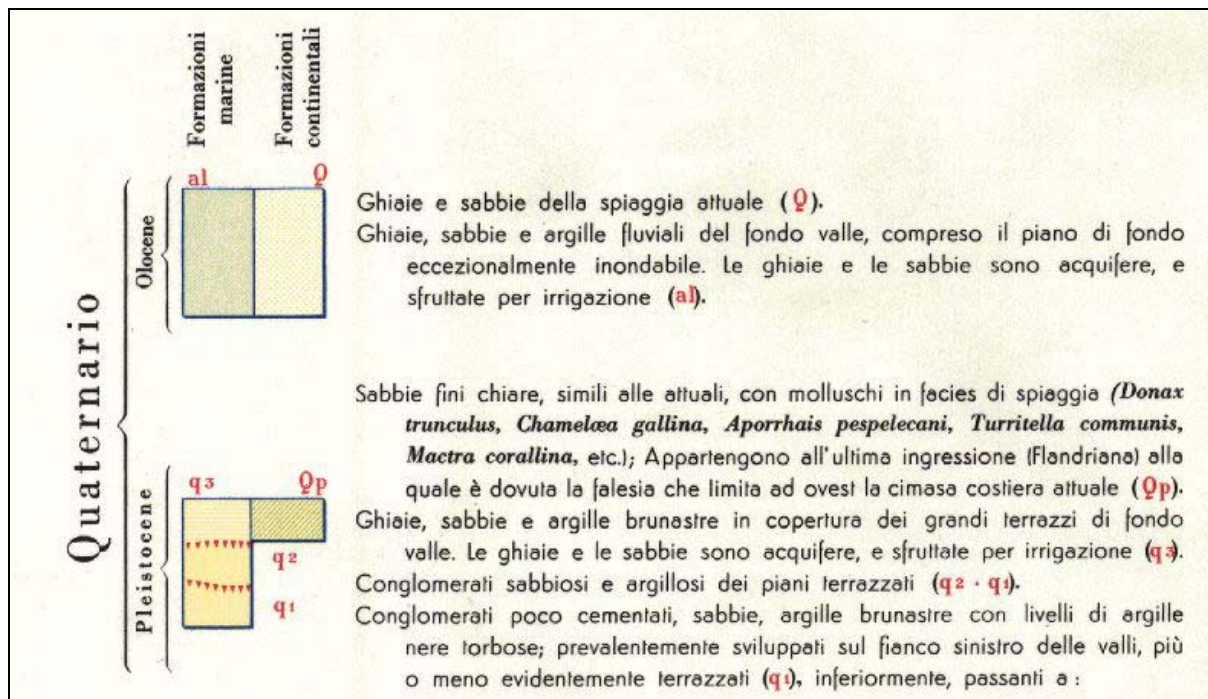 Formazioni
marine
Formazioni
continentali
Quaternario
Olocene
al
Q
Ghiaie e sabbie della spiaggia attuale (Q).
Ghiaie, sabbie e argille fluviali del fondo valle, compreso il piano di fondo
eccezionalmente inondabile. Le ghiaie e le sabbie sono acquifere, e
sfruttate per irrigazione (al).
Pleistocene
q3
Qp
q2
q1
Sabbie fini chiare, simili alle attuali, con molluschi in facies di spiaggia (Donax
trunculus, Chamelœa gallina, Aporrhais pespelecani, Turritella communis,
Mactra corallina, etc.); Appartengono all'ultima ingressione (Flandriana) alla
quale è dovuta la falesia che limita ad ovest la cimasa costiera attuale (Qp).
Ghiaie, sabbie e argille brunastre in copertura dei grandi terrazzi di fondo
valle. Le ghiaie e le sabbie sono acquifere, e sfruttate per irrigazione (q3).
Conglomerati sabbiosi e argillosi dei piani terrazzati (q2 - q1).
Conglomerati poco cementati, sabbie, argille brunastre con livelli di argille
nere torbose; prevalentemente sviluppati sul fianco sinistro delle valli, più
o meno evidentemente terrazzati (q1), inferiormente, passanti a :